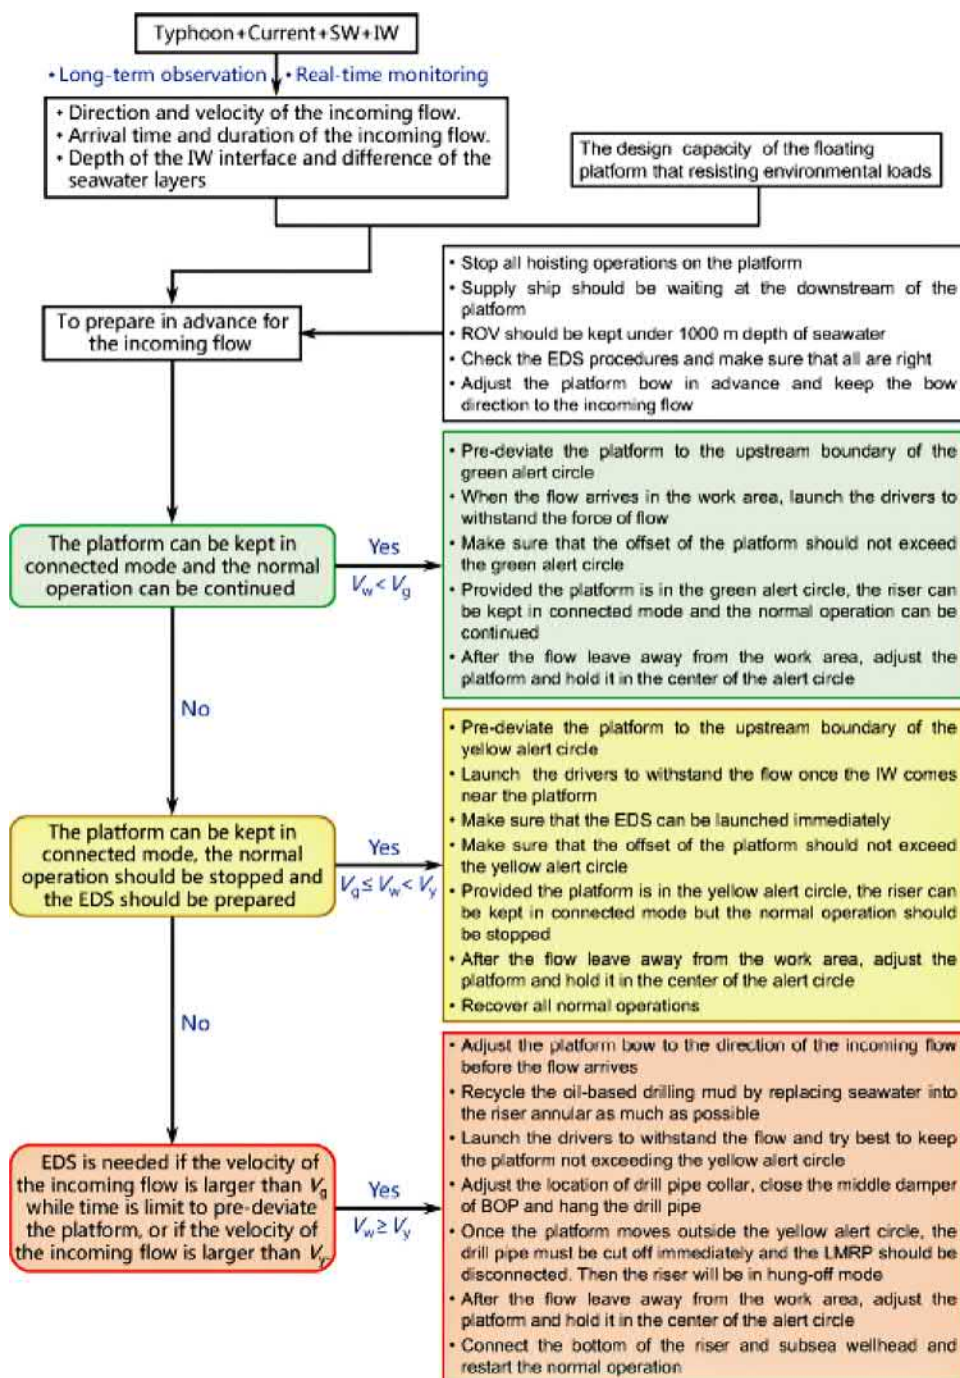 Typhoon+Current+SW+IW
• Long-term observation
• Real-time monitoring
• Direction and velocity of the incoming flow.
• Arrival time and duration of the incoming flow.
• Depth of the IW interface and difference of the
seawater layers
The design capacity of the floating
platform that resisting environmental loads
To prepare in advance for
the incoming flow
• Stop all hoisting operations on the platform
• Supply ship should be waiting at the downstream of the
platform
• ROV should be kept under 1000 m depth of seawater
• Check the EDS procedures and make sure that all are right
• Adjust the platform bow in advance and keep the bow
direction to the incoming flow
The platform can be kept in
connected mode and the normal
operation can be continued
Yes
V_w < V_g
• Pre-deviate the platform to the upstream boundary of the
green alert circle
• When the flow arrives in the work area, launch the drivers to
withstand the force of flow
• Make sure that the offset of the platform should not exceed
the green alert circle
• Provided the platform is in the green alert circle, the riser can
be kept in connected mode and the normal operation can be
continued
• After the flow leave away from the work area, adjust the
platform and hold it in the center of the alert circle
No
The platform can be kept in
connected mode, the normal
operation should be stopped and
the EDS should be prepared
Yes
V_g ≤ V_w < V_y
• Pre-deviate the platform to the upstream boundary of the
yellow alert circle
• Launch the drivers to withstand the flow once the IW comes
near the platform
• Make sure that the EDS can be launched immediately
• Make sure that the offset of the platform should not exceed
the yellow alert circle
• Provided the platform is in the yellow alert circle, the riser can
be kept in connected mode but the normal operation should
be stopped
• After the flow leave away from the work area, adjust the
platform and hold it in the center of the alert circle
• Recover all normal operations
No
EDS is needed if the velocity of
the incoming flow is larger than V_g
while time is limit to pre-deviate
the platform, or if the velocity of
the incoming flow is larger than V_y.
Yes
V_w ≥ V_y
• Adjust the platform bow to the direction of the incoming flow
before the flow arrives
• Recycle the oil-based drilling mud by replacing seawater into
the riser annular as much as possible
• Launch the drivers to withstand the flow and try best to keep
the platform not exceeding the yellow alert circle
• Adjust the location of drill pipe collar, close the middle damper
of BOP and hang the drill pipe
• Once the platform moves outside the yellow alert circle, the
drill pipe must be cut off immediately and the LMRP should be
disconnected. Then the riser will be in hung-off mode
• After the flow leave away from the work area, adjust the
platform and hold it in the center of the alert circle
• Connect the bottom of the riser and subsea wellhead and
restart the normal operation